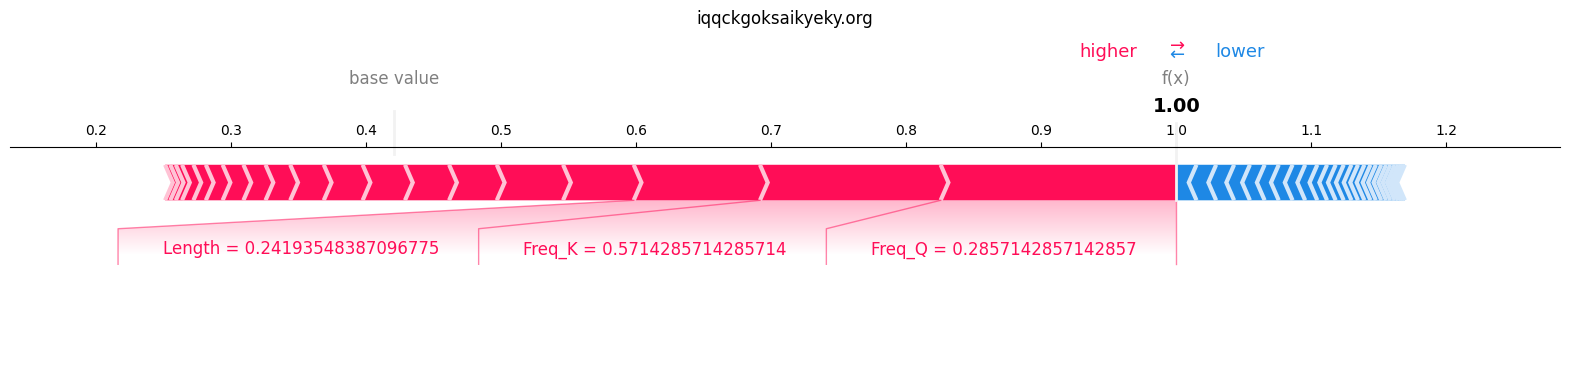 iqqckgoksaikyeky.org
higher ⇄ lower
base value f(x)
1.00
0.2 0.3 0.4 0.5 0.6 0.7 0.8 0.9 1 0 1.1 1.2
Length = 0.24193548387096775 Freq_K = 0.5714285714285714 Freq_Q = 0.2857142857142857